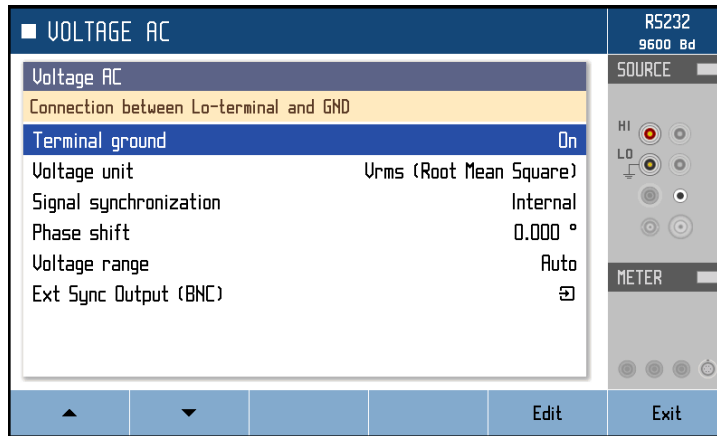 VOLTAGE AC
RS232
9600 Bd
Voltage AC
Connection between Lo-terminal and GND
Terminal ground On
Voltage unit Vrms (Root Mean Square)
Signal synchronization Internal
Phase shift 0.000 °
Voltage range Auto
Ext Sync Output (BNC)
SOURCE
HI
LO
METER
Edit
Exit